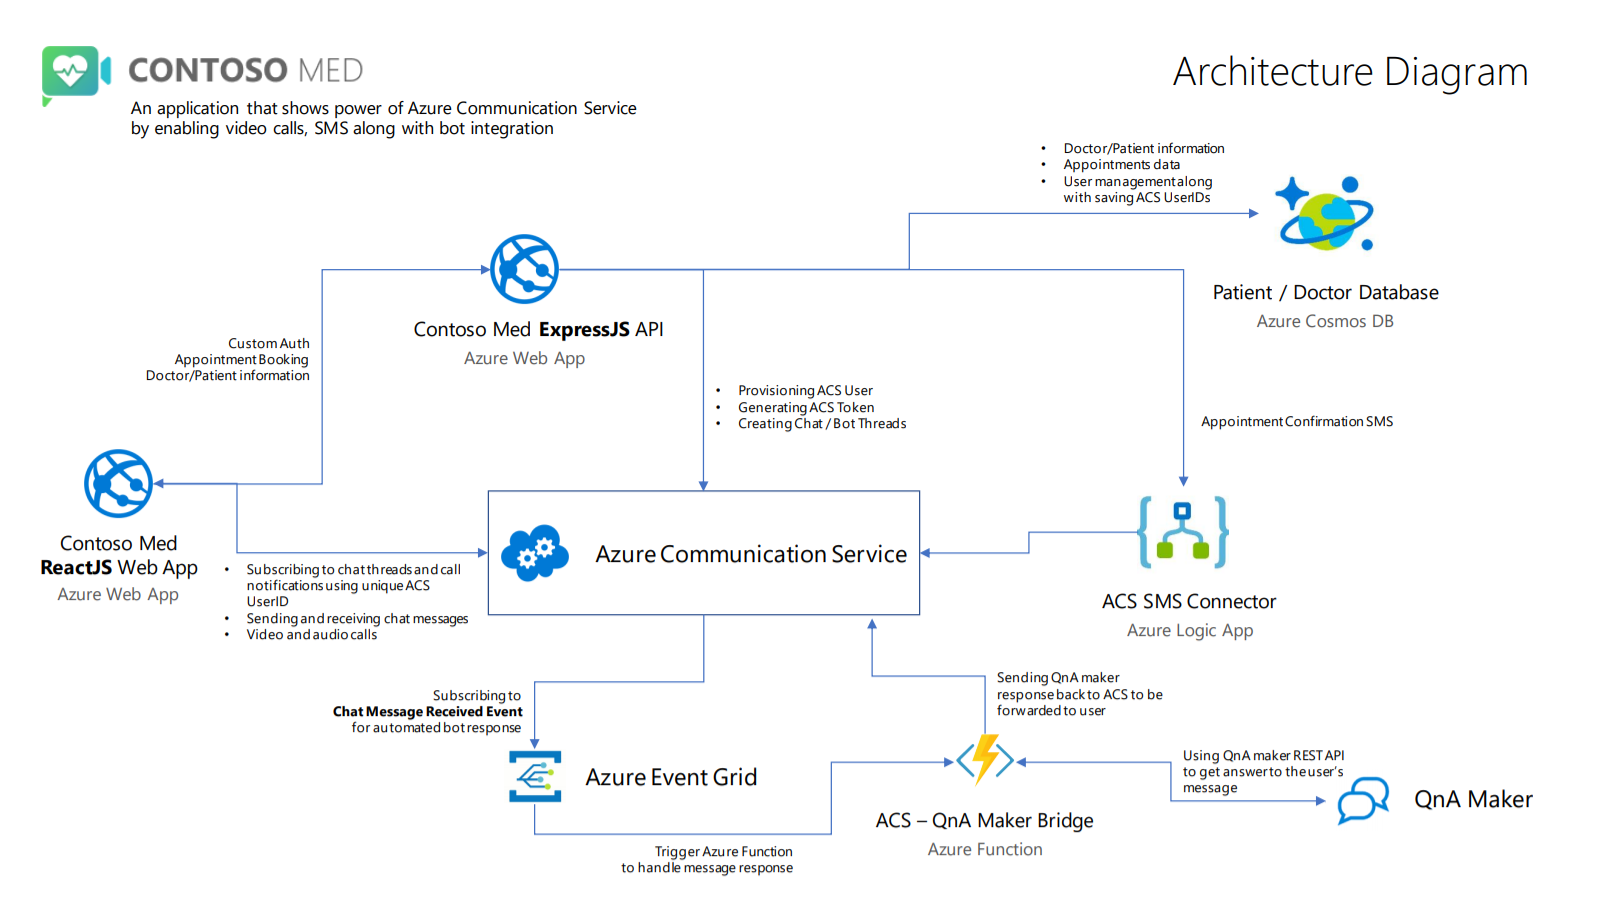 CONTOSO MED
Architecture Diagram
An application that shows power of Azure Communication Service
by enabling video calls, SMS along with bot integration
• Doctor/Patient information
• Appointments data
• User management along
with saving ACS UserIDs
Patient / Doctor Database
Azure Cosmos DB
Contoso Med ExpressJS API
Azure Web App
Custom Auth
Appointment Booking
Doctor/Patient information
• Provisioning ACS User
• Generating ACS Token
• Creating Chat / Bot Threads
Appointment Confirmation SMS
Contoso Med
ReactJS Web App
Azure Web App
• Subscribing to chat threads and call
notifications using unique ACS
UserID
• Sending and receiving chat messages
• Video and audio calls
Azure Communication Service
ACS SMS Connector
Azure Logic App
Subscribing to
Chat Message Received Event
for automated bot response
Sending QnA maker
response back to ACS to be
forwarded to user
Azure Event Grid
Using QnA maker REST API
to get answer to the user's
message
QnA Maker
ACS – QnA Maker Bridge
Azure Function
Trigger Azure Function
to handle message response